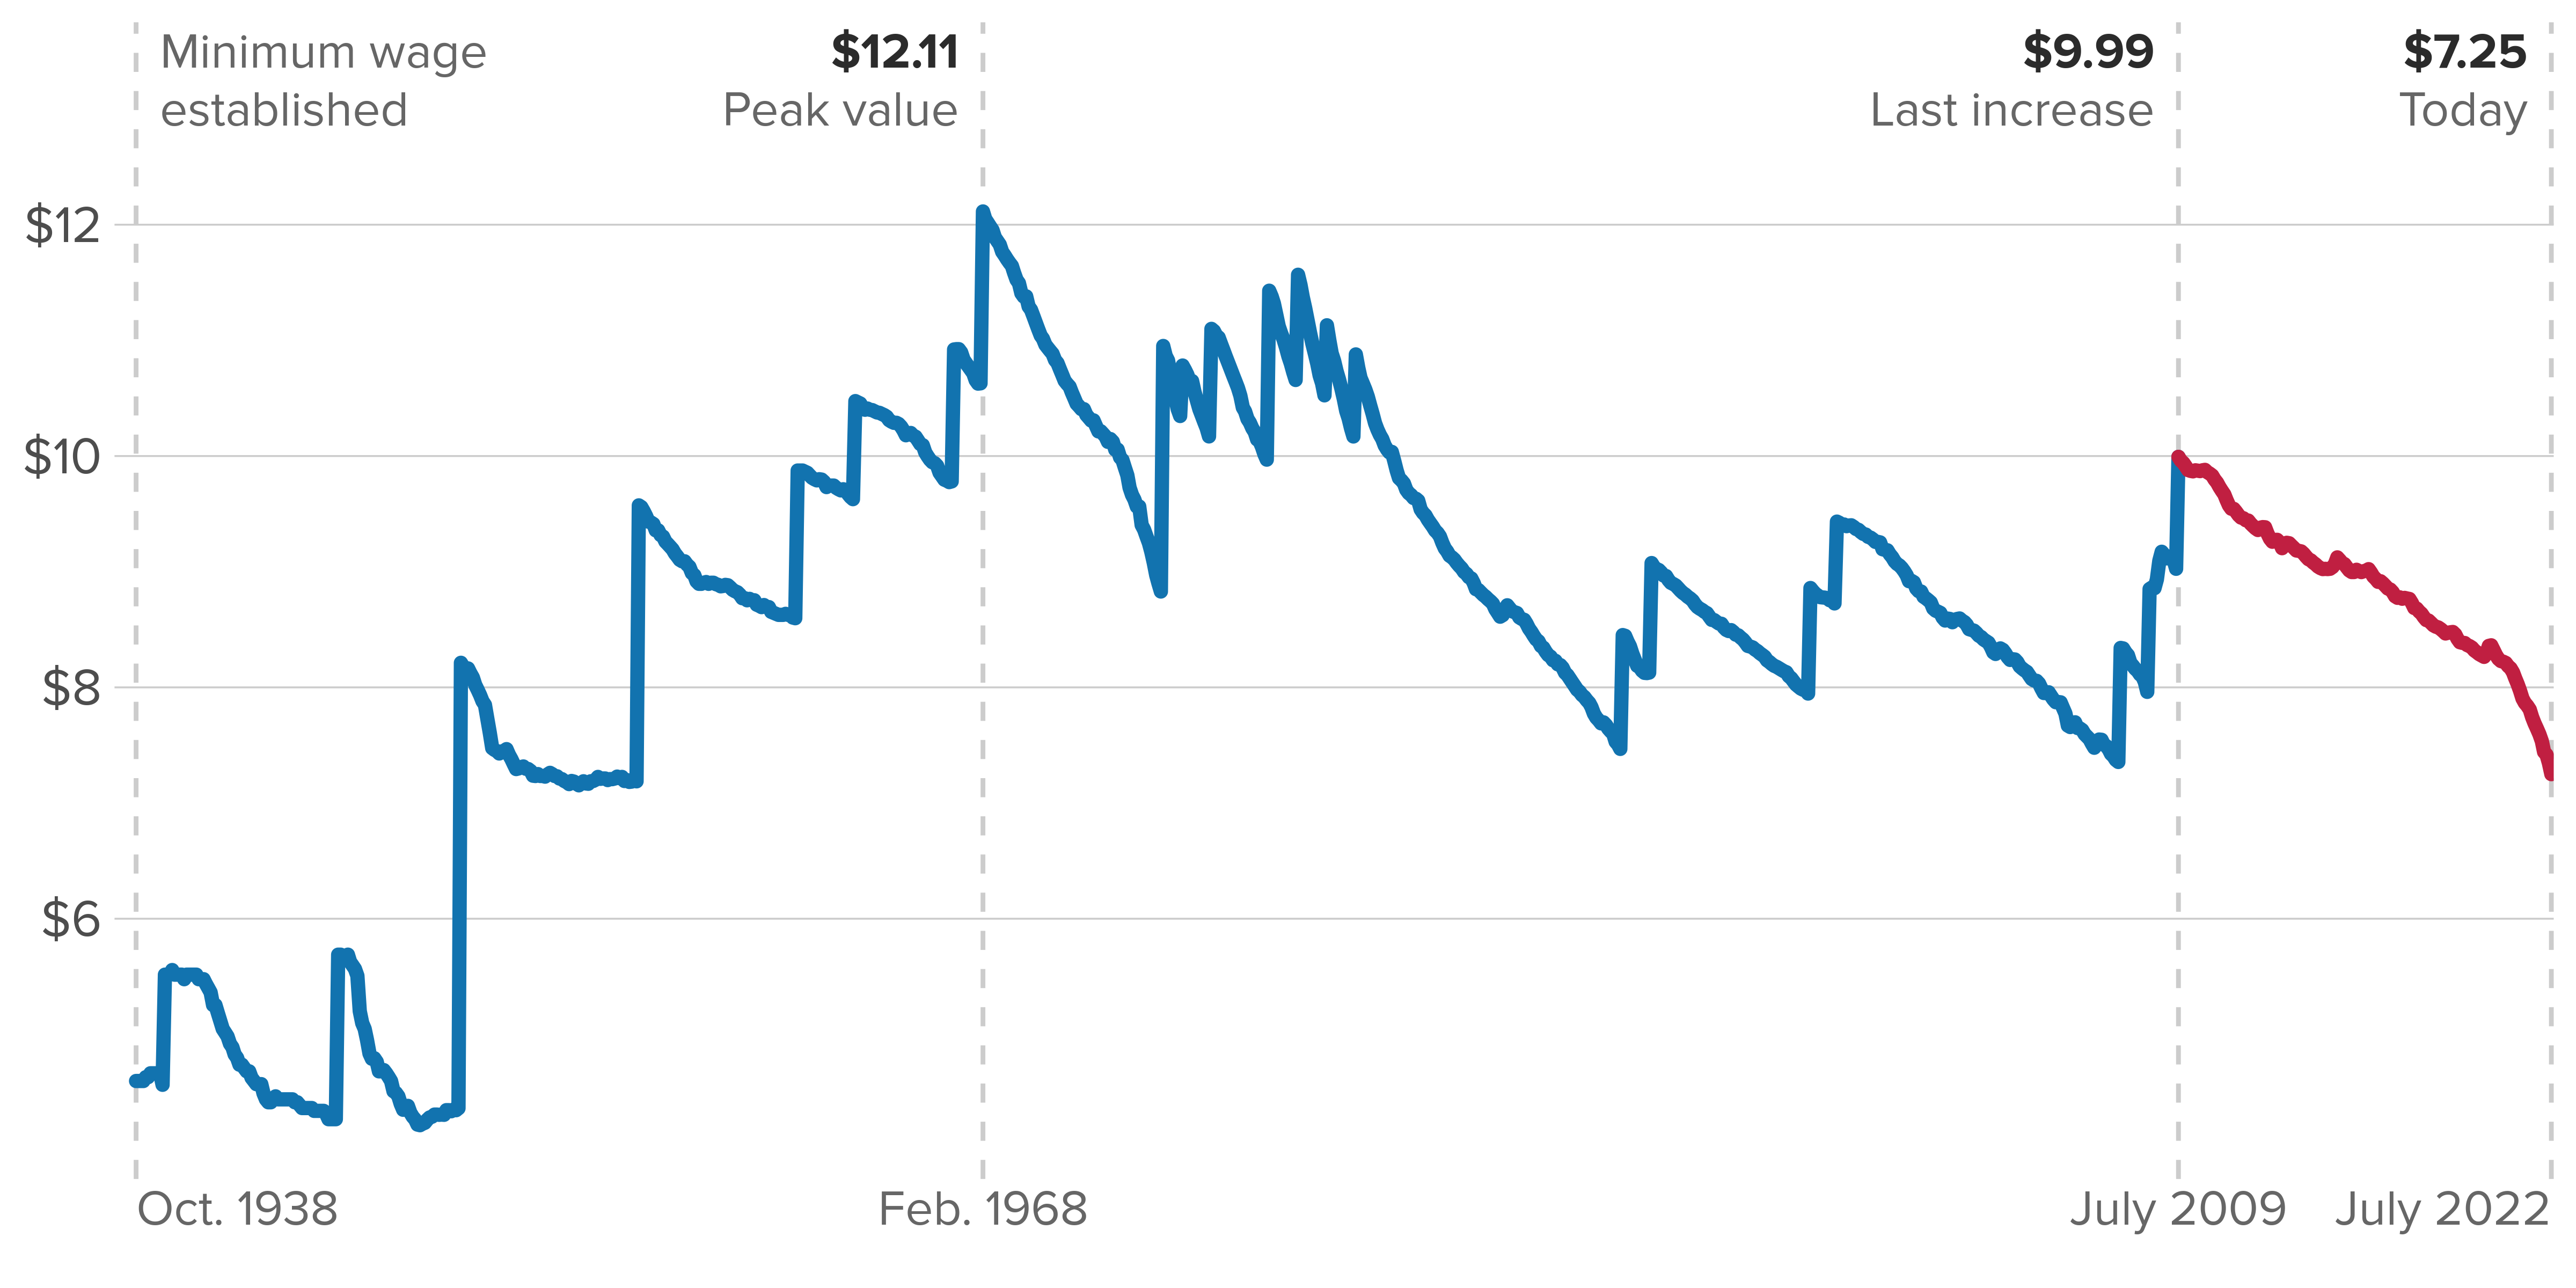 Minimum wage
established
$12.11
Peak value
$9.99
Last increase
$7.25
Today
$12
$10
$8
$6
Oct. 1938
Feb. 1968
July 2009
July 2022